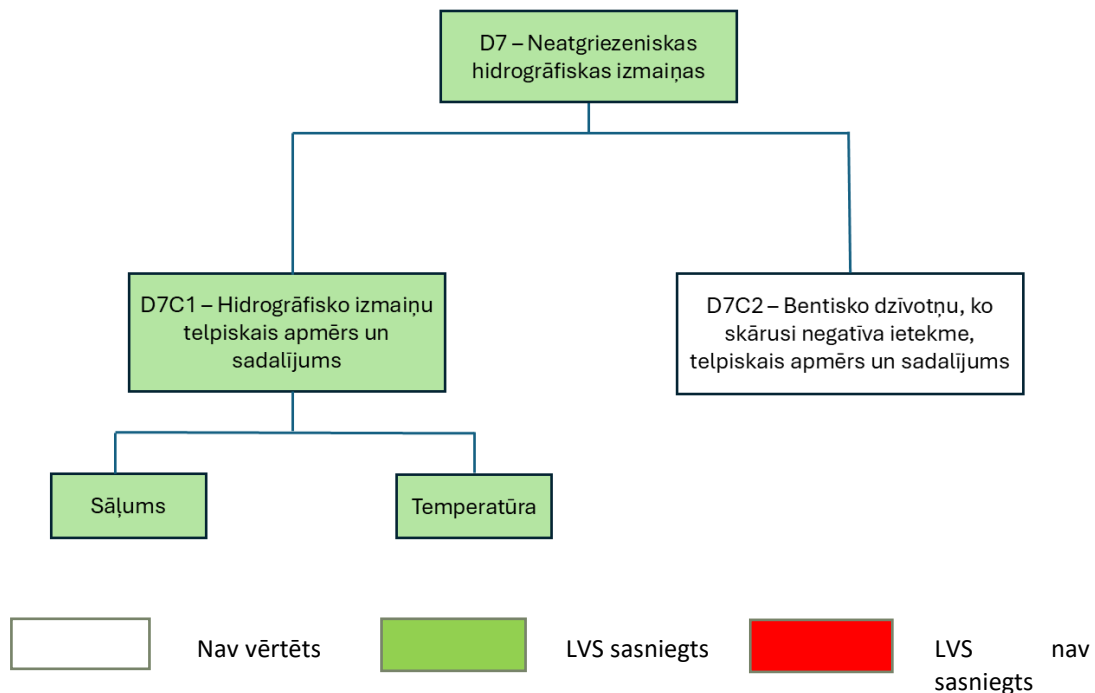 D7 – Neatgriezeniskas
hidrogrāfiskas izmaiņas
D7C1 – Hidrogrāfisko izmaiņu
telpiskais apmērs un
sadalījums
D7C2 – Bentisko dzīvotņu, ko
skārusi negatīva ietekme,
telpiskais apmērs un sadalījums
Sāļums
Temperatūra
Nav vērtēts
LVS sasniegts
LVS nav
sasniegts